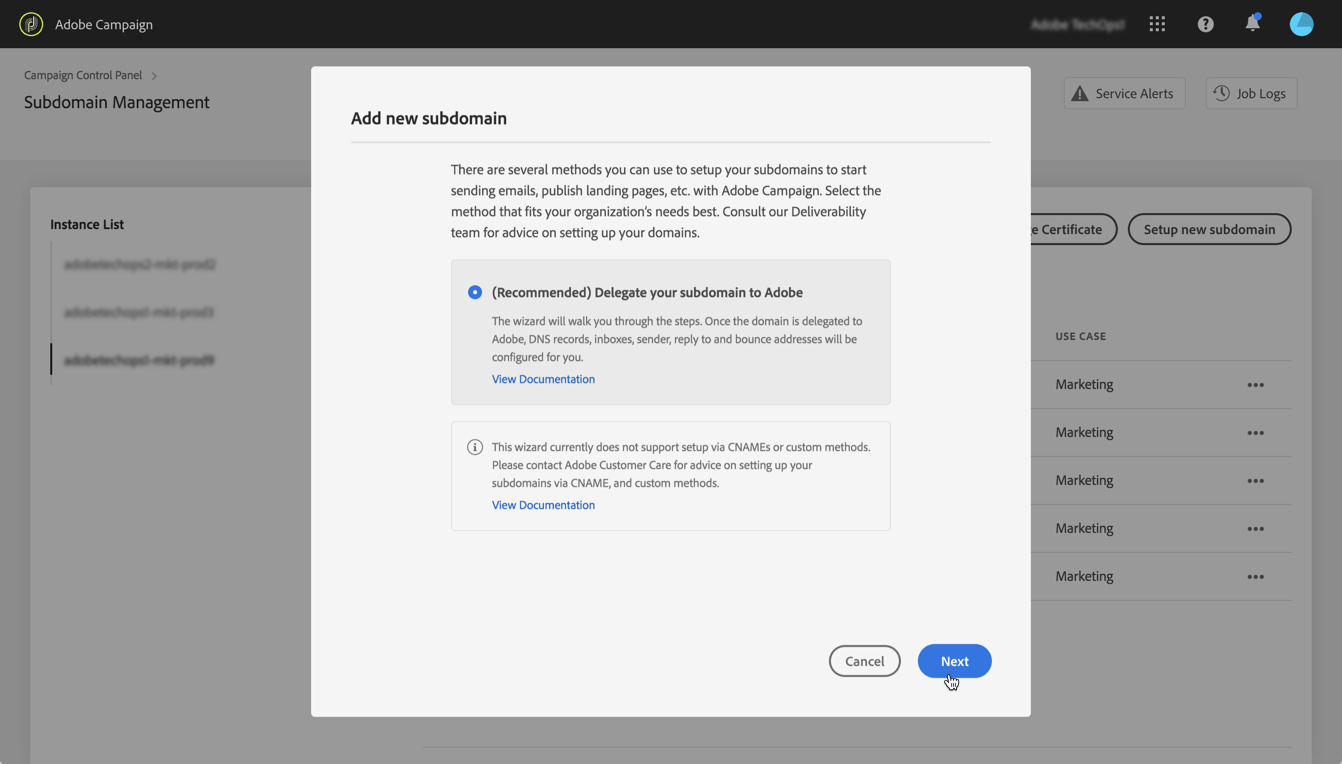 Adobe Campaign
Campaign Control Panel
Subdomain Management
Service Alerts
Job Logs
Instance List
e Certificate
Setup new subdomain
USE CASE
Marketing
Marketing
Marketing
Marketing
Marketing
Add new subdomain
There are several methods you can use to setup your subdomains to start
sending emails, publish landing pages, etc. with Adobe Campaign. Select the
method that fits your organization's needs best. Consult our Deliverability
team for advice on setting up your domains.
(Recommended) Delegate your subdomain to Adobe
The wizard will walk you through the steps. Once the domain is delegated to
Adobe, DNS records, inboxes, sender, reply to and bounce addresses will be
configured for you.
View Documentation
This wizard currently does not support setup via CNAMEs or custom methods.
Please contact Adobe Customer Care for advice on setting up your
subdomains via CNAME, and custom methods.
View Documentation
Cancel
Next